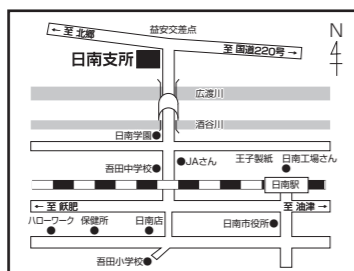 益安交差点
← 至 北郷
至 国道220号 →
N
日南支所
広渡川
酒谷川
日南学園
JAさん
王子製紙 日南工場さん
吾田中学校
日南駅
← 至 飫肥
至 油津 →
ハローワーク 保健所 日南店
日南市役所
吾田小学校